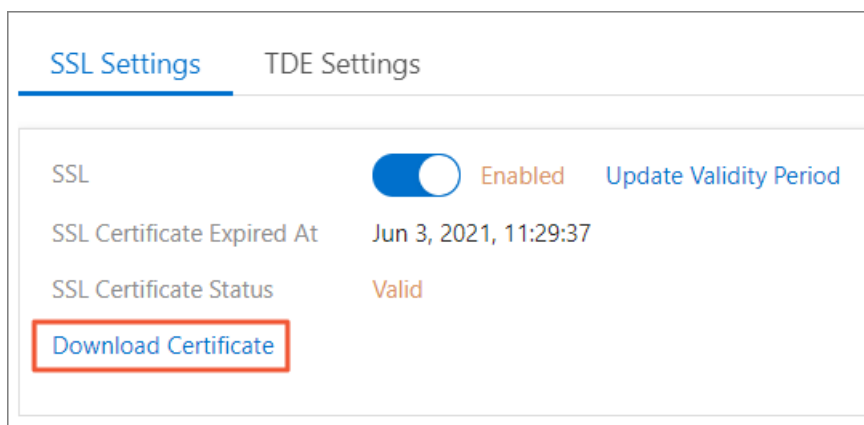 SSL Settings TDE Settings
SSL Enabled Update Validity Period
SSL Certificate Expired At Jun 3, 2021, 11:29:37
SSL Certificate Status Valid
Download Certificate